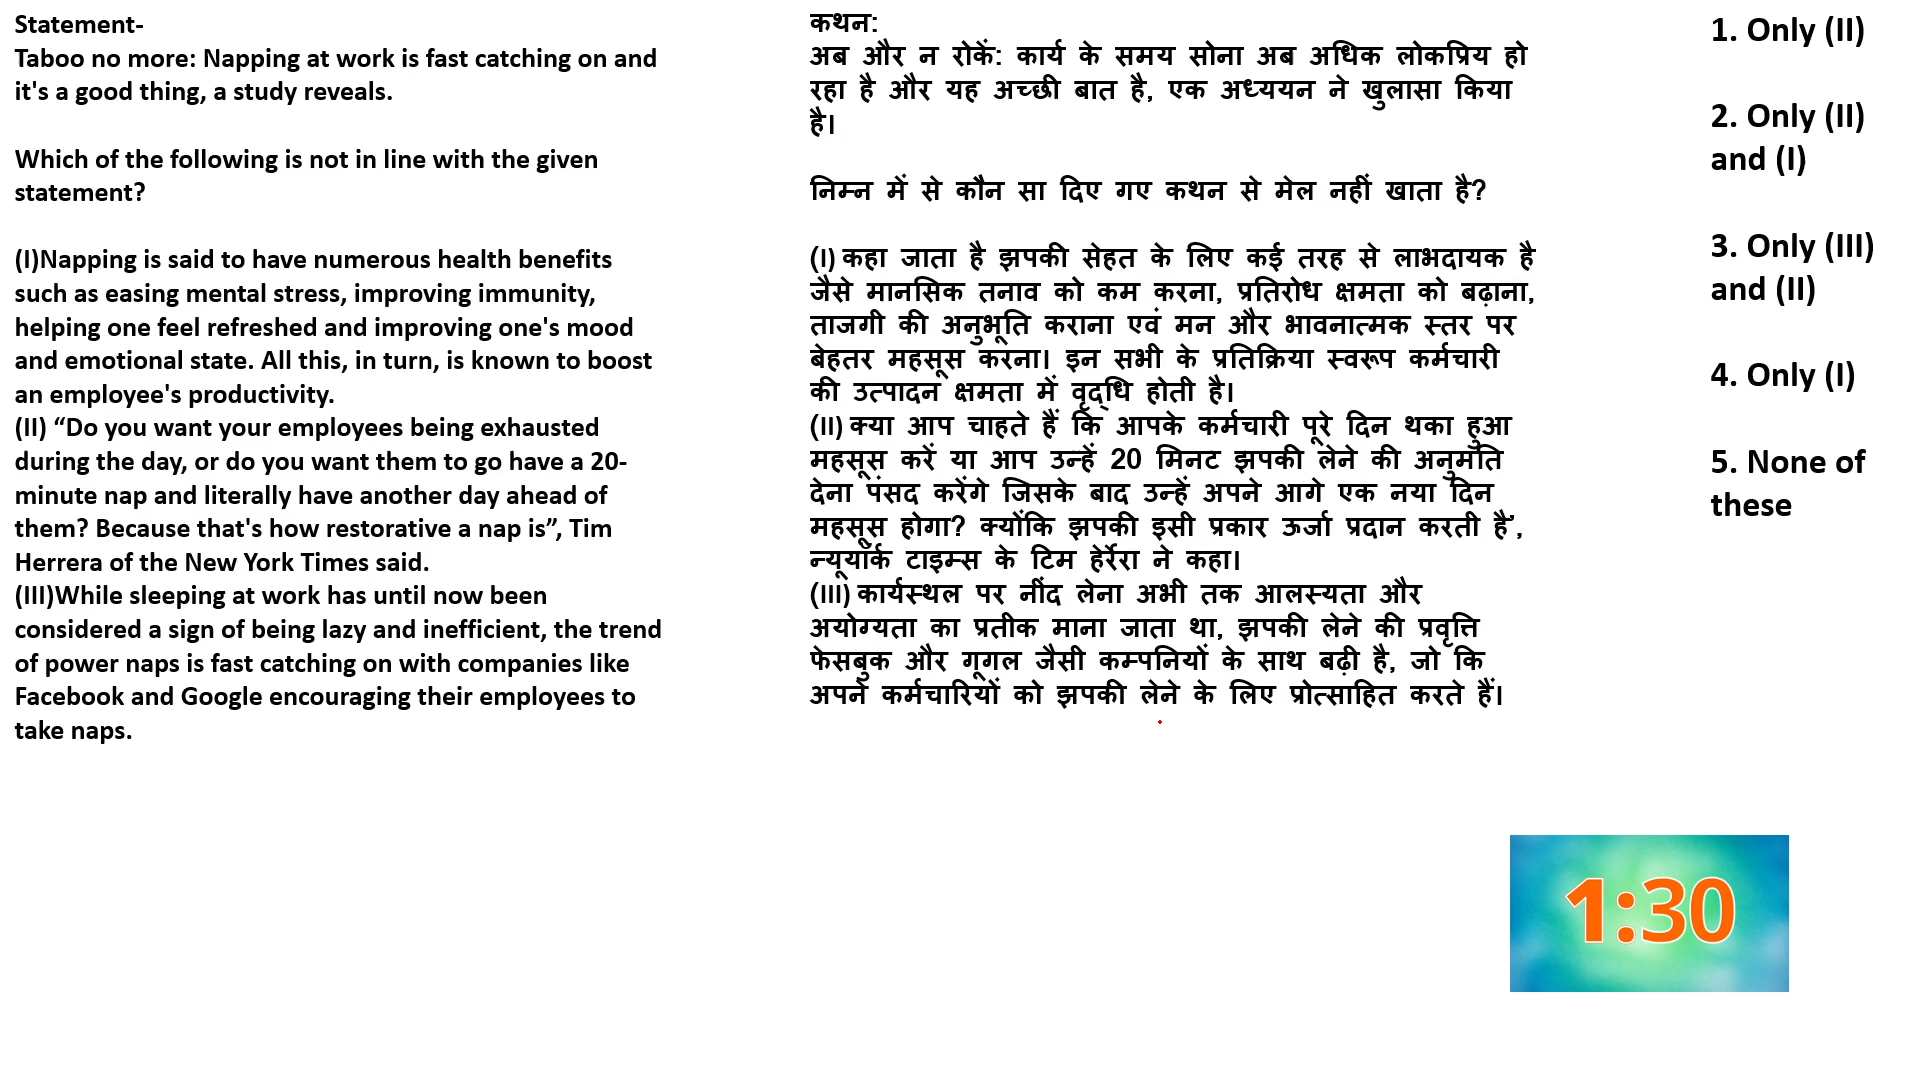 Statement-
Taboo no more: Napping at work is fast catching on and
it's a good thing, a study reveals.
Which of the following is not in line with the given
statement?
(I)Napping is said to have numerous health benefits
such as easing mental stress, improving immunity,
helping one feel refreshed and improving one's mood
and emotional state. All this, in turn, is known to boost
an employee's productivity.
(II) “Do you want your employees being exhausted
during the day, or do you want them to go have a 20-
minute nap and literally have another day ahead of
them? Because that's how restorative a nap is”, Tim
Herrera of the New York Times said.
(III)While sleeping at work has until now been
considered a sign of being lazy and inefficient, the trend
of power naps is fast catching on with companies like
Facebook and Google encouraging their employees to
take naps.
कथन:
अब और न रोकें: कार्य के समय सोना अब अधिक लोकप्रिय हो
रहा है और यह अच्छी बात है, एक अध्ययन ने खुलासा किया
है।
निम्न में से कौन सा दिए गए कथन से मेल नहीं खाता है?
(I) कहा जाता है झपकी सेहत के लिए कई तरह से लाभदायक है
जैसे मानसिक तनाव को कम करना, प्रतिरोध क्षमता को बढ़ाना,
ताजगी की अनुभूति कराना एवं मन और भावनात्मक स्तर पर
बेहतर महसूस करना। इन सभी के प्रतिक्रिया स्वरूप कर्मचारी
की उत्पादन क्षमता में वृद्धि होती है।
(II) क्या आप चाहते हैं कि आपके कर्मचारी पूरे दिन थका हुआ
महसूस करें या आप उन्हें 20 मिनट झपकी लेने की अनुमति
देना पंसद करेंगे जिसके बाद उन्हें अपने आगे एक नया दिन
महसूस होगा? क्योंकि झपकी इसी प्रकार ऊर्जा प्रदान करती है’,
न्यूयॉर्क टाइम्स के टिम हेर्रेरा ने कहा।
(III) कार्यस्थल पर नींद लेना अभी तक आलस्यता और
अयोग्यता का प्रतीक माना जाता था, झपकी लेने की प्रवृत्ति
फेसबुक और गूगल जैसी कम्पनियों के साथ बढ़ी है, जो कि
अपने कर्मचारियों को झपकी लेने के लिए प्रोत्साहित करते हैं।
1. Only (II)
2. Only (II)
and (I)
3. Only (III)
and (II)
4. Only (I)
5. None of
these
1:30